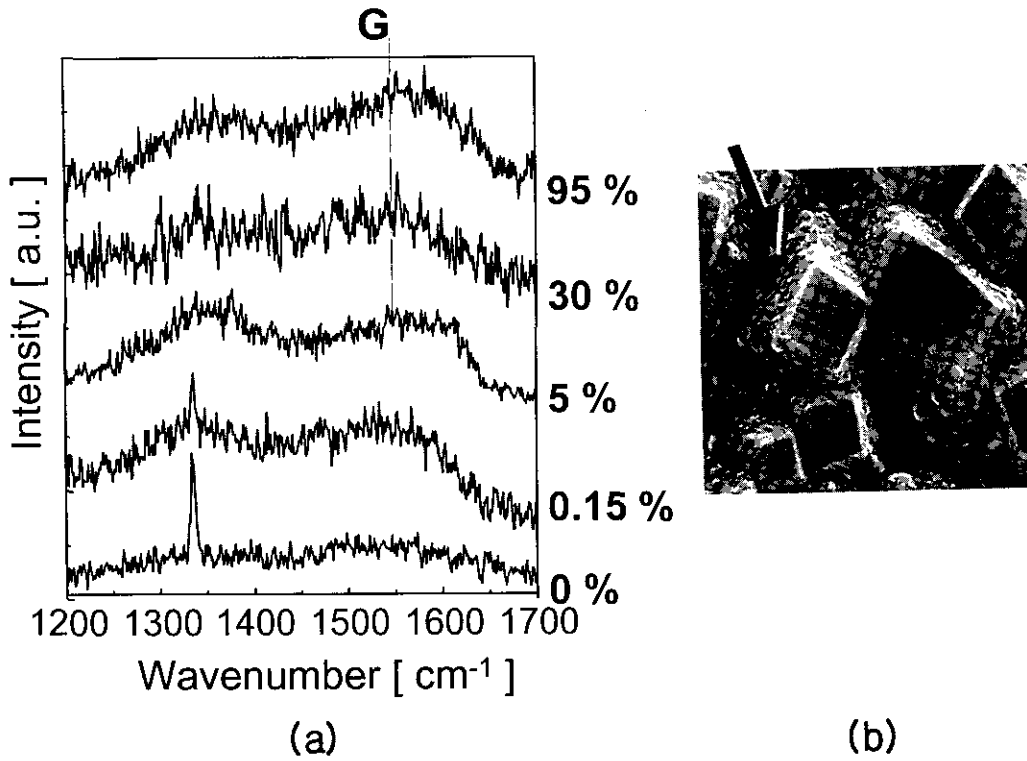 G
Intensity [ a.u. ]
95 %
30 %
5 %
0.15 %
0 %
1200 1300 1400 1500 1600 1700
Wavenumber [ cm-1 ]
(a)
(b)